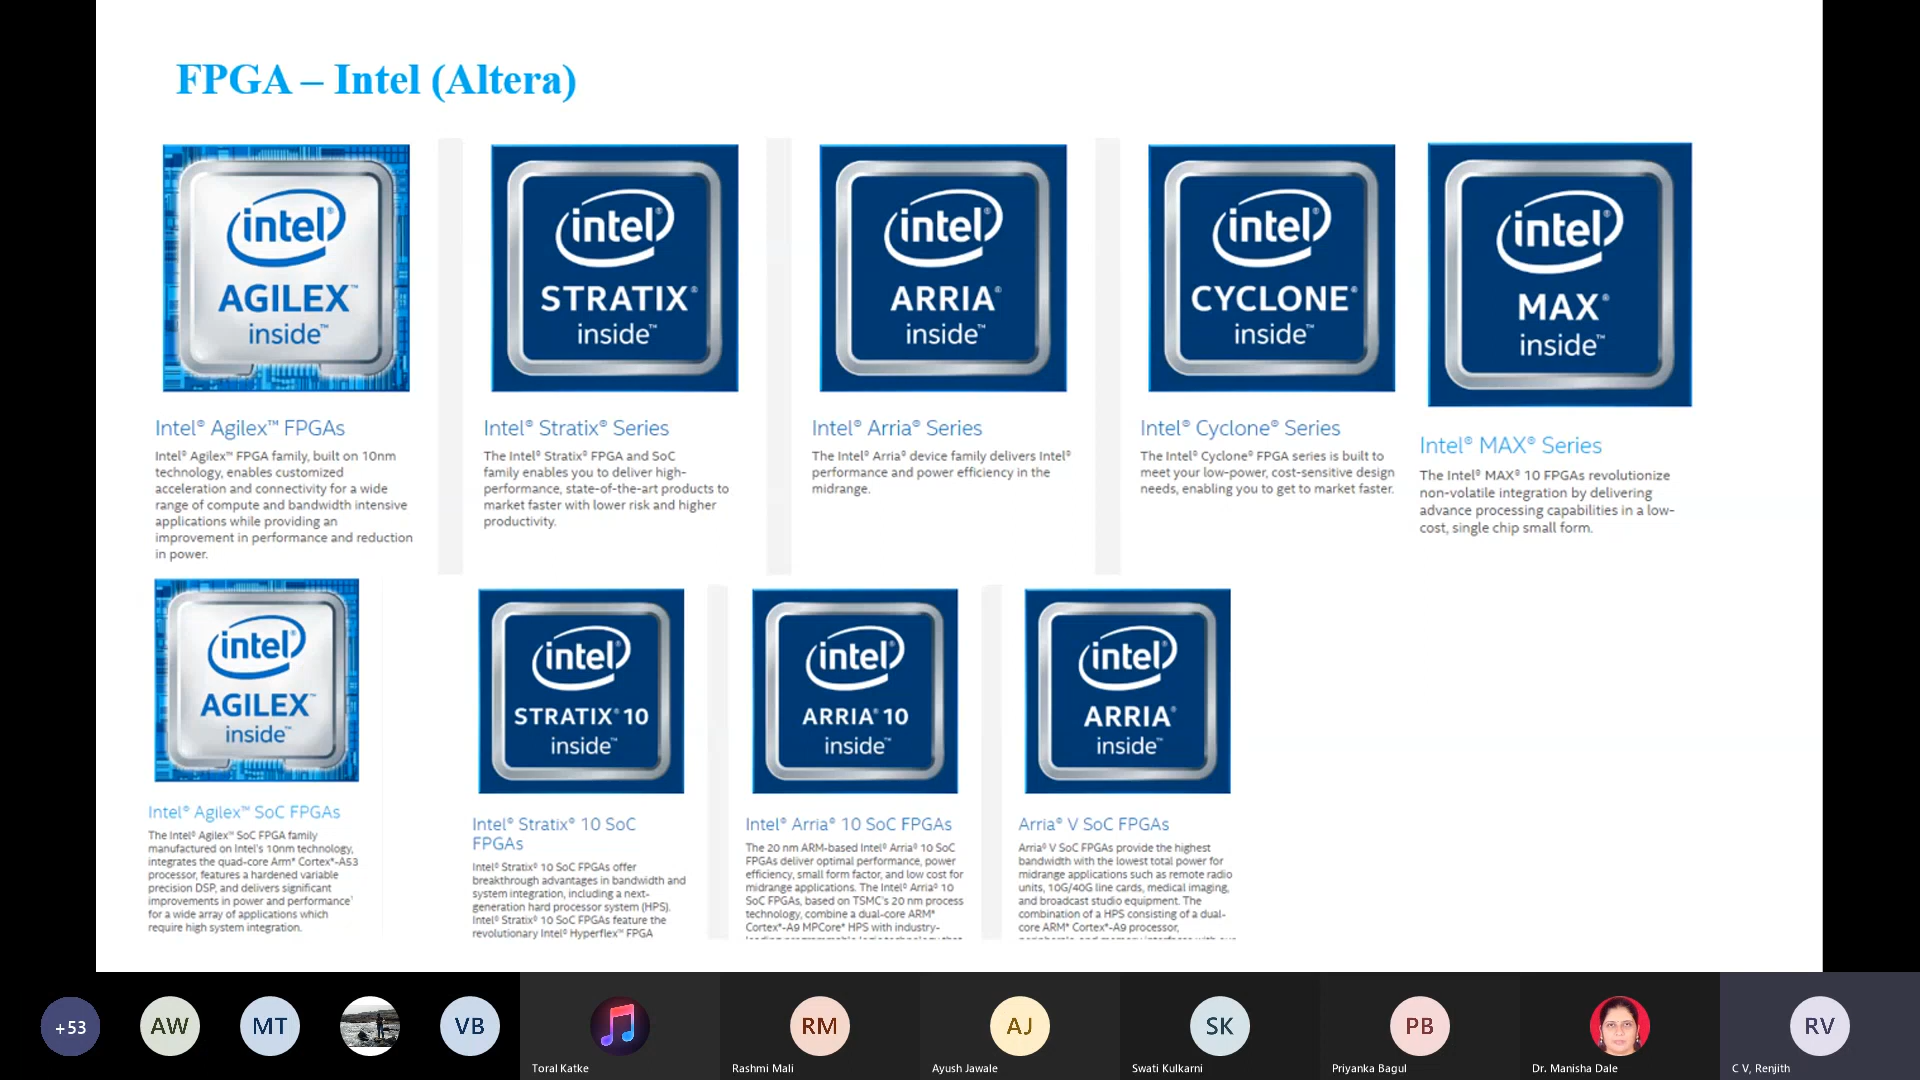 FPGA – Intel (Altera)
intel®
AGILEX™
inside™
intel®
STRATIX®
inside™
intel®
ARRIA®
inside™
intel®
CYCLONE®
inside™
intel®
MAX®
inside™
Intel® Agilex™ FPGAs
Intel® Agilex™ FPGA family, built on 10nm
technology, enables customized
acceleration and connectivity for a wide
range of compute and bandwidth intensive
applications while providing an
improvement in performance and reduction
in power.
Intel® Stratix® Series
The Intel® Stratix® FPGA and SoC
family enables you to deliver high-
performance, state-of-the-art products to
market faster with lower risk and higher
productivity.
Intel® Arria® Series
The Intel® Arria® device family delivers Intel®
performance and power efficiency in the
midrange.
Intel® Cyclone® Series
The Intel® Cyclone® FPGA series is built to
meet your low-power, cost-sensitive design
needs, enabling you to get to market faster.
Intel® MAX® Series
The Intel® MAX® 10 FPGAs revolutionize
non-volatile integration by delivering
advance processing capabilities in a low-
cost, single chip small form.
intel®
AGILEX™
inside™
intel®
STRATIX® 10
inside™
intel®
ARRIA® 10
inside™
intel®
ARRIA®
inside™
Intel® Agilex™ SoC FPGAs
The Intel® Agilex™ SoC FPGA family
manufactured on Intel's 10nm technology,
integrates the quad-core Arm* Cortex*-A53
processor, features a hardened variable
precision DSP, and delivers significant
improvements in power and performance¹
for a wide array of applications which
require high system integration.
Intel® Stratix® 10 SoC
FPGAs
Intel® Stratix® 10 SoC FPGAs offer
breakthrough advantages in bandwidth and
system integration, including a next-
generation hard processor system (HPS).
Intel® Stratix® 10 SoC FPGAs feature the
revolutionary Intel® Hyperflex™ FPGA
Intel® Arria® 10 SoC FPGAs
The 20 nm ARM-based Intel® Arria® 10 SoC
FPGAs deliver optimal performance, power
efficiency, small form factor, and low cost for
midrange applications. The Intel® Arria® 10
SoC FPGAs, based on TSMC's 20 nm process
technology, combine a dual-core ARM*
Cortex*-A9 MPCore* HPS with industry-
Arria® V SoC FPGAs
Arria® V SoC FPGAs provide the highest
bandwidth with the lowest total power for
midrange applications such as remote radio
units, 10G/40G line cards, medical imaging,
and broadcast studio equipment. The
combination of a HPS consisting of a dual-
core ARM* Cortex*-A9 processor,
+53
AW
MT
VB
Toral Katke
RM
Rashmi Mali
AJ
Ayush Jawale
SK
Swati Kulkarni
PB
Priyanka Bagul
Dr. Manisha Dale
RV
C V, Renjith